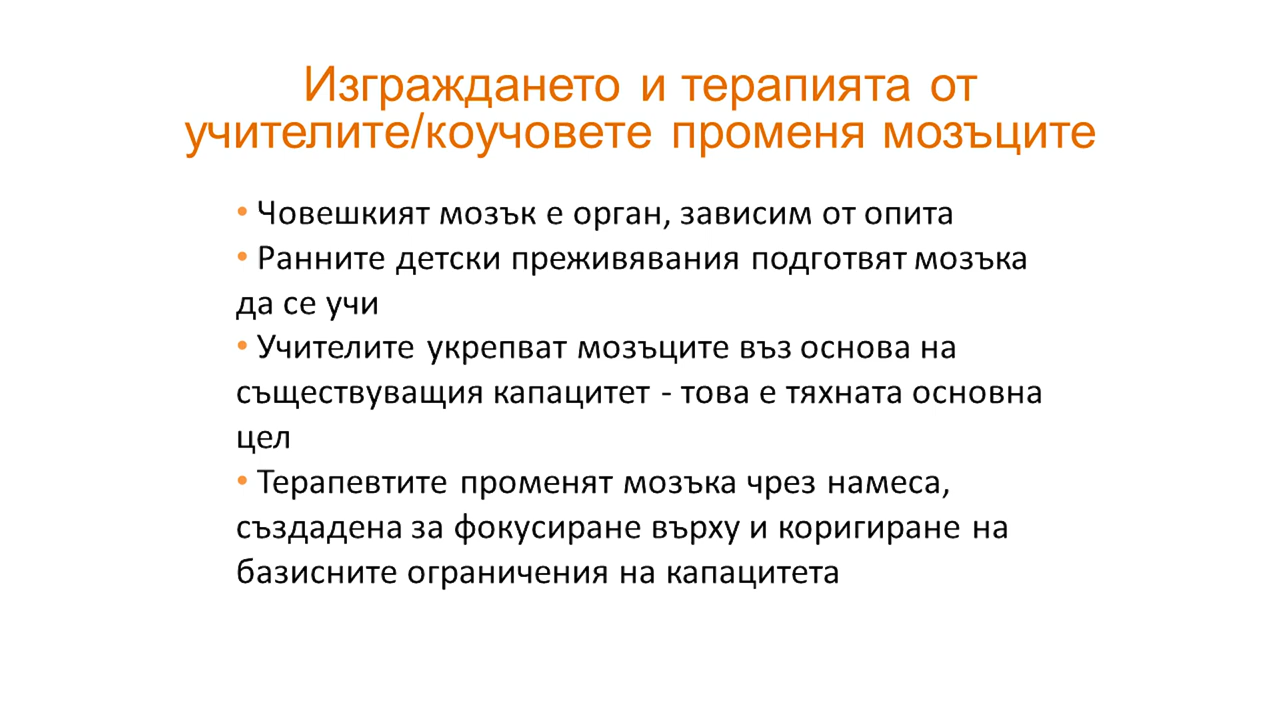 Изграждането и терапията от
учителите/коучовете променя мозъците
• Човешкият мозък е орган, зависим от опита
• Ранните детски преживявания подготвят мозъка
да се учи
• Учителите укрепват мозъците въз основа на
съществуващия капацитет - това е тяхната основна
цел
• Терапевтите променят мозъка чрез намеса,
създадена за фокусиране върху и коригиране на
базисните ограничения на капацитета